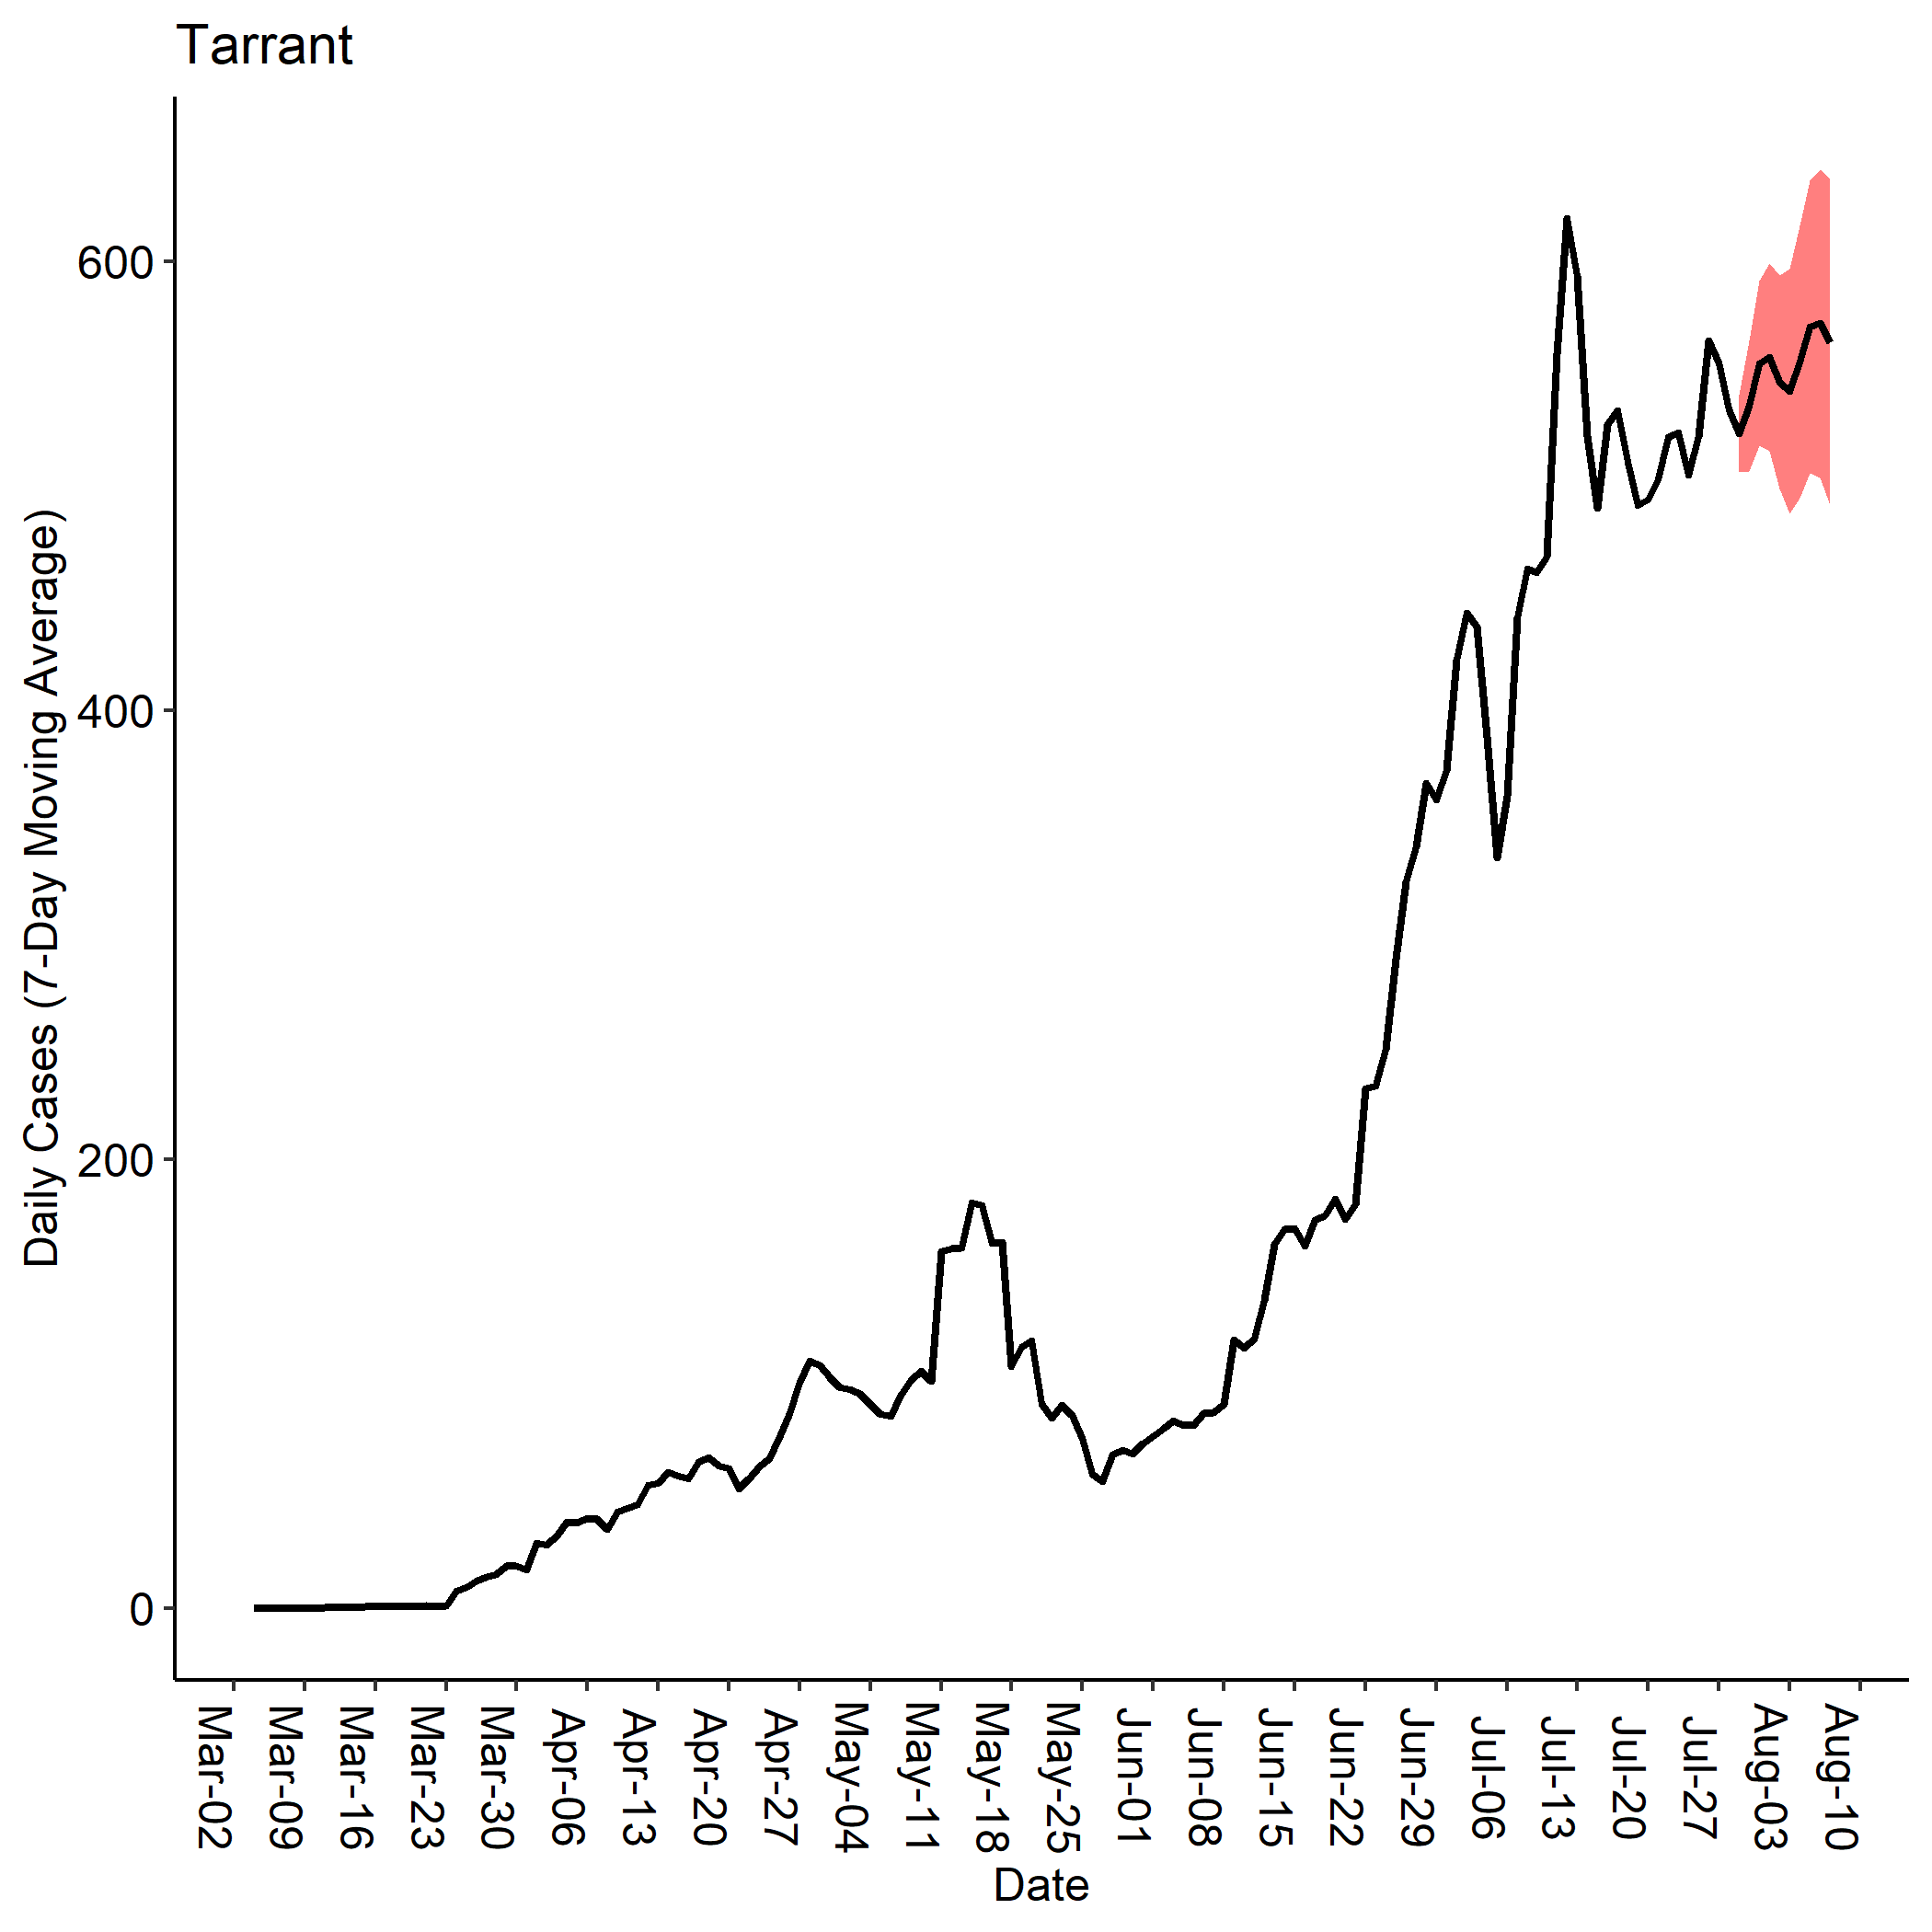 Tarrant
Daily Cases (7-Day Moving Average)
600
400
200
0
Mar-02
Mar-09
Mar-16
Mar-23
Mar-30
Apr-06
Apr-13
Apr-20
Apr-27
May-04
May-11
May-18
May-25
Jun-01
Jun-08
Jun-15
Jun-22
Jun-29
Jul-06
Jul-13
Jul-20
Jul-27
Aug-03
Aug-10
Date